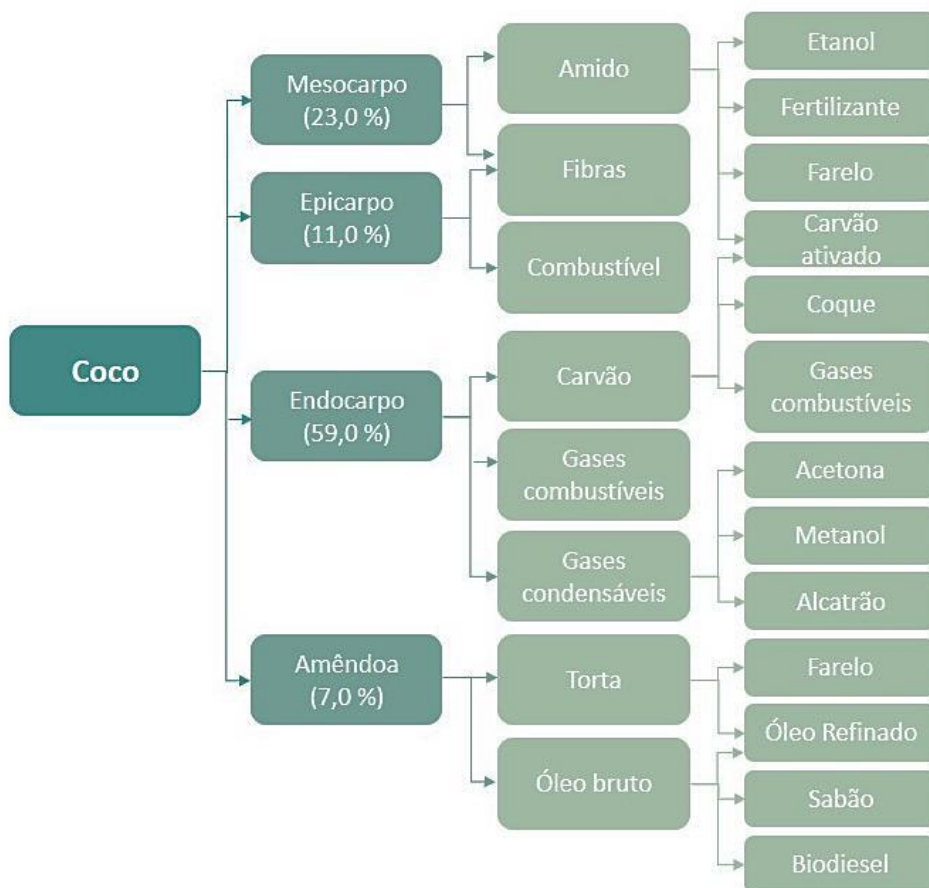 Coco
Mesocarpo
(23,0 %)
Epicarpo
(11,0 %)
Endocarpo
(59,0 %)
Amêndoa
(7,0 %)
Amido
Fibras
Combustível
Carvão
Gases
combustíveis
Gases
condensáveis
Torta
Óleo bruto
Etanol
Fertilizante
Farelo
Carvão
ativado
Coque
Gases
combustíveis
Acetona
Metanol
Alcatrão
Farelo
Óleo Refinado
Sabão
Biodiesel